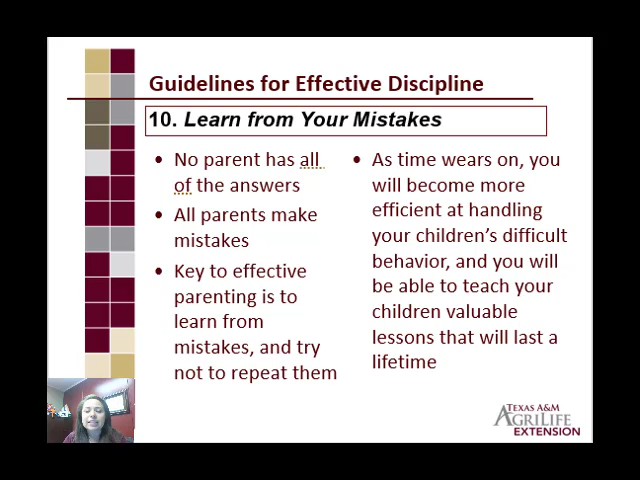 Guidelines for Effective Discipline
10. Learn from Your Mistakes
• No parent has all
of the answers
• All parents make
mistakes
• Key to effective
parenting is to
learn from
mistakes, and try
not to repeat them
• As time wears on, you
will become more
efficient at handling
your children's difficult
behavior, and you will
be able to teach your
children valuable
lessons that will last a
lifetime
TEXAS A&M
AGRILIFE
EXTENSION